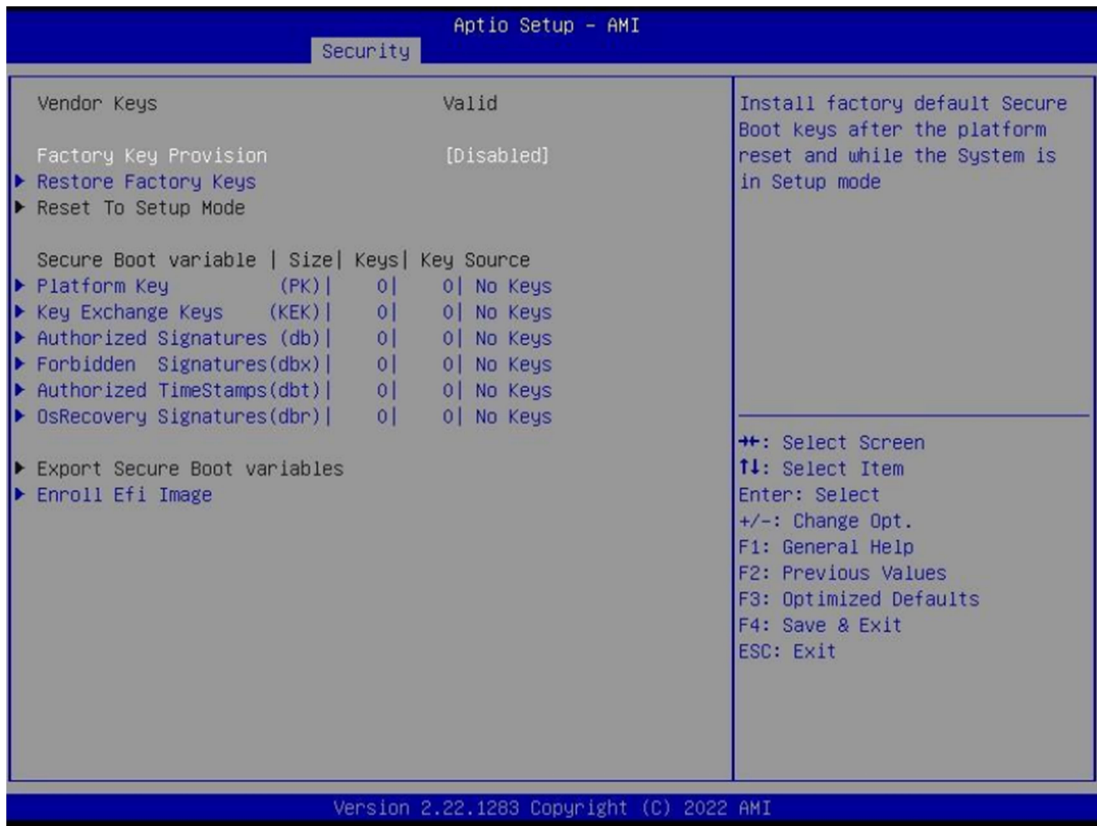 Aptio Setup – AMI
Security
Vendor Keys Valid
Factory Key Provision [Disabled]
Restore Factory Keys
Reset To Setup Mode
Secure Boot variable | Size| Keys| Key Source
Platform Key (PK)| 0| 0| No Keys
Key Exchange Keys (KEK)| 0| 0| No Keys
Authorized Signatures (db)| 0| 0| No Keys
Forbidden Signatures(dbx)| 0| 0| No Keys
Authorized TimeStamps(dbt)| 0| 0| No Keys
OsRecovery Signatures(dbr)| 0| 0| No Keys
Export Secure Boot variables
Enroll Efi Image
Install factory default Secure
Boot keys after the platform
reset and while the System is
in Setup mode
→←: Select Screen
↑↓: Select Item
Enter: Select
+/-: Change Opt.
F1: General Help
F2: Previous Values
F3: Optimized Defaults
F4: Save & Exit
ESC: Exit
Version 2.22.1283 Copyright (C) 2022 AMI